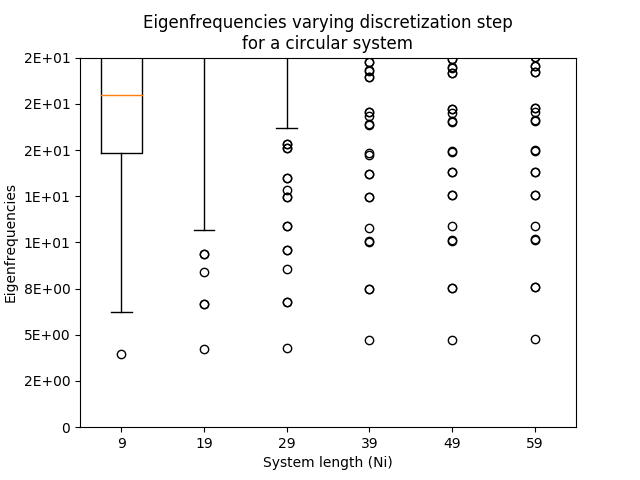 Eigenfrequencies varying discretization step
for a circular system
Eigenfrequencies
2E+01
2E+01
2E+01
1E+01
1E+01
8E+00
5E+00
2E+00
0
9 19 29 39 49 59
System length (Ni)